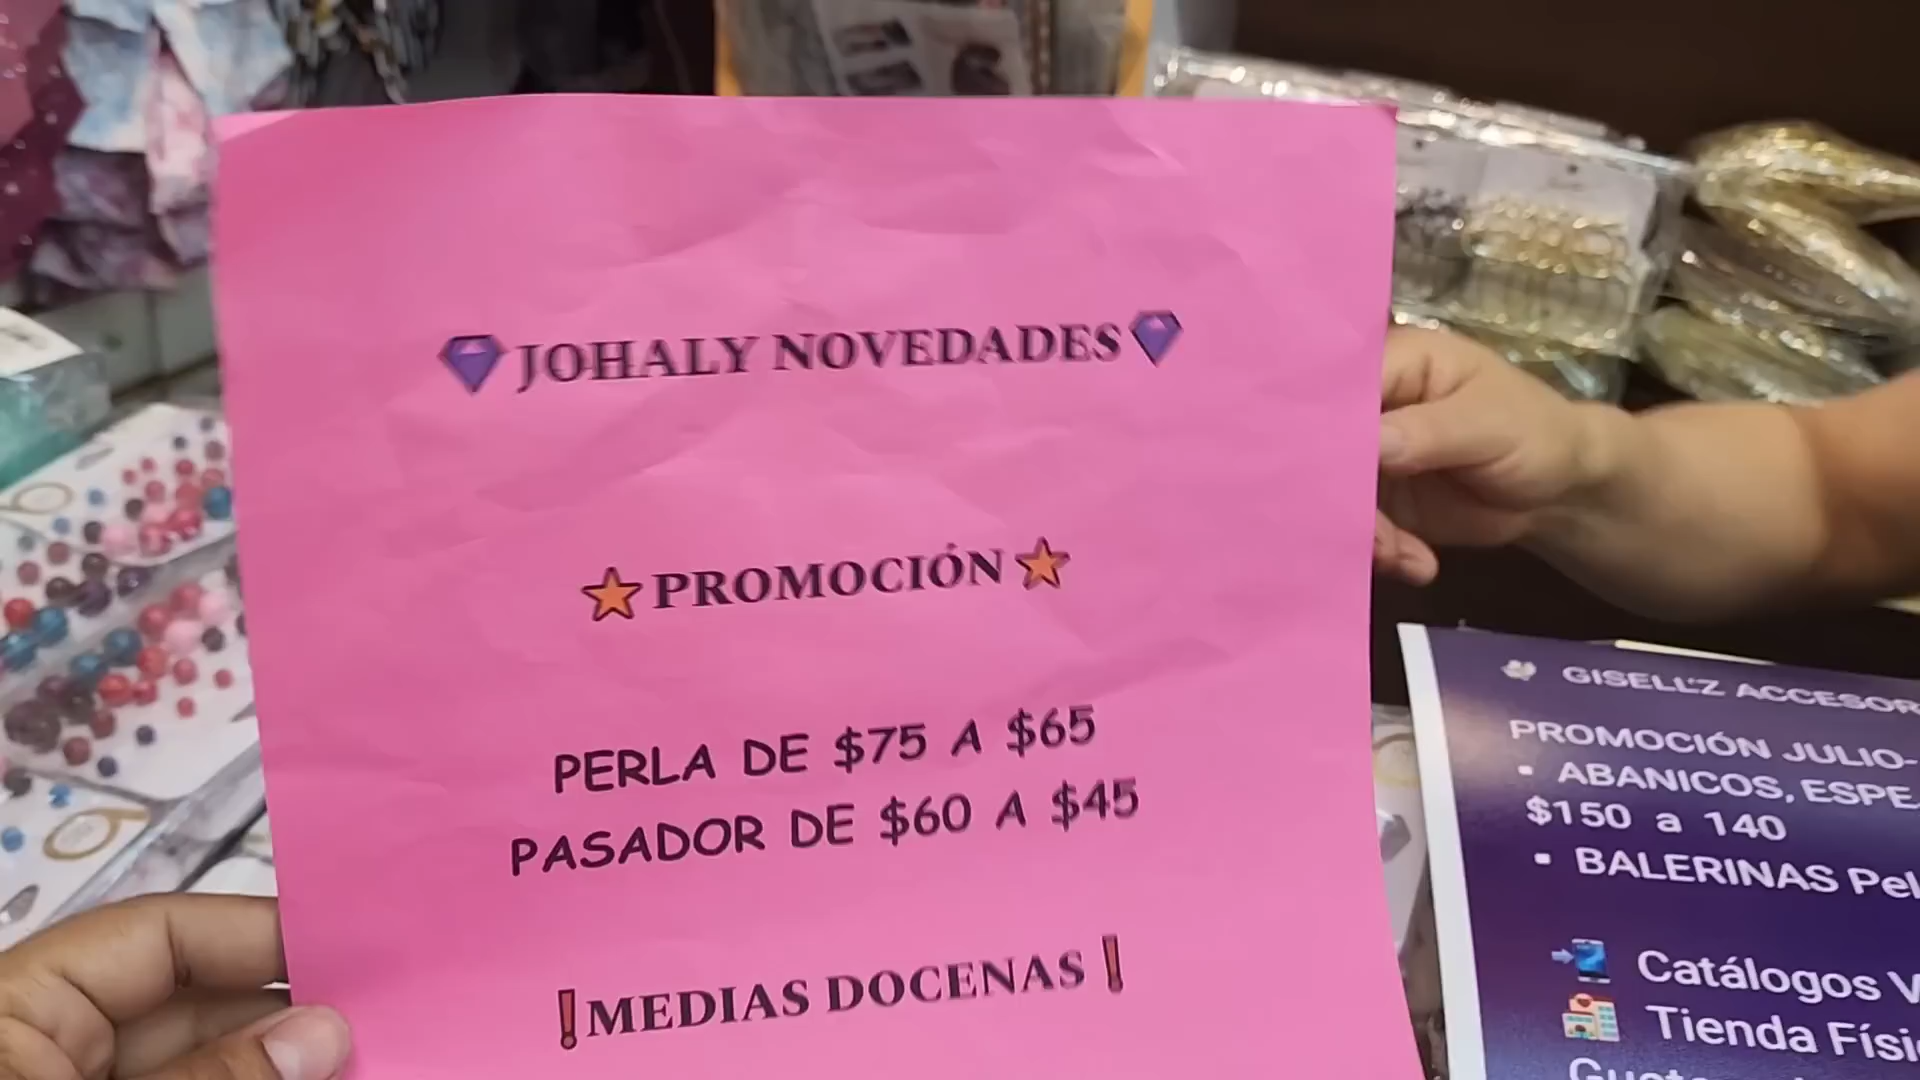 JOHALY NOVEDADES
PROMOCIÓN
PERLA DE $75 A $65
PASADOR DE $60 A $45
❗MEDIAS DOCENAS❗
GISELL'Z
PROMOCIÓN JULIO-
▪ ABANICOS,
$150 a 140
▪ BALERINAS
Catálogos
Tienda